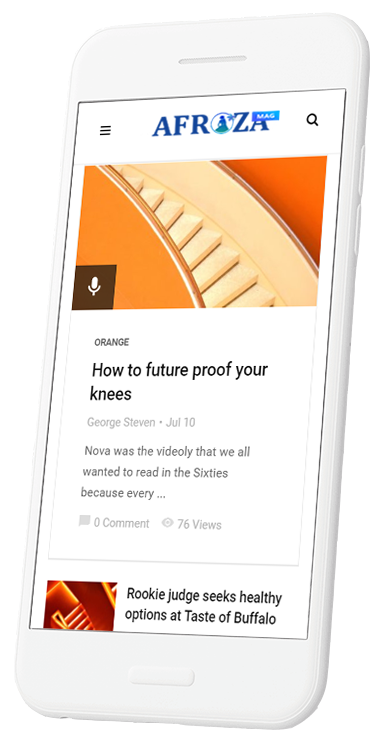 AFROZA
MAG
ORANGE
How to future proof your
knees
George Steven • Jul 10
Nova was the videoly that we all
wanted to read in the Sixties
because every ...
0 Comment 76 Views
Rookie judge seeks healthy
options at Taste of Buffalo